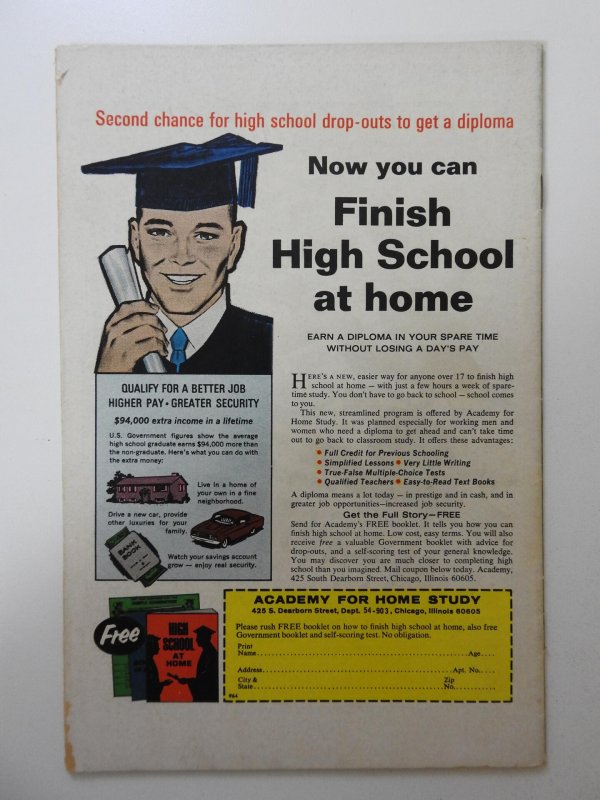 Second chance for high school drop-outs to get a diploma
Now you can
Finish
High School
at home
EARN A DIPLOMA IN YOUR SPARE TIME
WITHOUT LOSING A DAY'S PAY
QUALIFY FOR A BETTER JOB
HIGHER PAY • GREATER SECURITY
$94,000 extra income in a lifetime
U.S. Government figures show the average
high school graduate earns $94,000 more than
the non-graduate. Here's what you can do with
the extra money:
Live in a home of
your own in a fine
neighborhood.
Drive a new car, provide
other luxuries for your
family.
BANK
BOOK
Watch your savings account
grow — enjoy real security.
HERE'S A NEW, easier way for anyone over 17 to finish high
school at home — with just a few hours a week of spare-
time study. You don't have to go back to school — school comes
to you.
This new, streamlined program is offered by Academy for
Home Study. It was planned especially for working men and
women who need a diploma to get ahead and can't take time
out to go back to classroom study. It offers these advantages:
• Full Credit for Previous Schooling
• Simplified Lessons • Very Little Writing
• True-False Multiple-Choice Tests
• Qualified Teachers • Easy-to-Read Text Books
A diploma means a lot today — in prestige and in cash, and in
greater job opportunities—increased job security.
Get the Full Story—FREE
Send for Academy's FREE booklet. It tells you how you can
finish high school at home. Low cost, easy terms. You will also
receive free a valuable Government booklet with advice for
drop-outs, and a self-scoring test of your general knowledge.
You may discover you are much closer to completing high
school than you imagined. Mail coupon below today. Academy,
425 South Dearborn Street, Chicago, Illinois 60605.
Free
HIGH
SCHOOL
AT
HOME
ACADEMY FOR HOME STUDY
425 S. Dearborn Street, Dept. 54-903, Chicago, Illinois 60605
Please rush FREE booklet on how to finish high school at home, also free
Government booklet and self-scoring test. No obligation.
Print
Name Age
Address Apt. No.
City & Zip
State No.
964